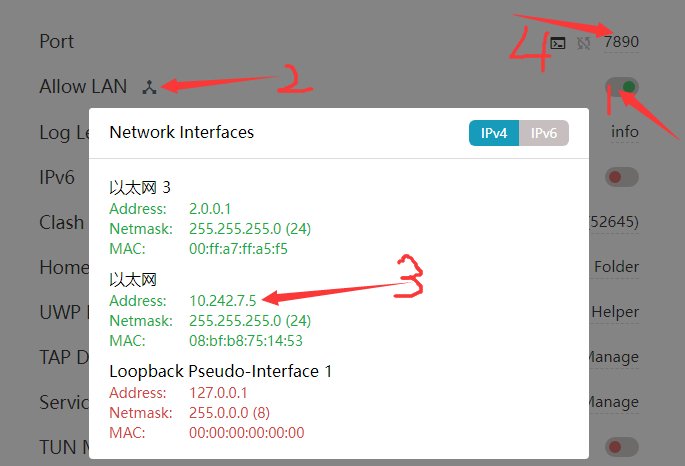 Port
4
7890
Allow LAN
2
1
Log Le
info
Network Interfaces
IPv4
IPv6
IPv6
以太网 3
Address: 2.0.0.1
Netmask: 255.255.255.0 (24)
MAC: 00:ff:a7:ff:a5:f5
Clash
52645)
Home
Folder
以太网
Address: 10.242.7.5
3
Netmask: 255.255.255.0 (24)
MAC: 08:bf:b8:75:14:53
UWP
Helper
TAP D
Manage
Loopback Pseudo-Interface 1
Address: 127.0.0.1
Netmask: 255.0.0.0 (8)
MAC: 00:00:00:00:00:00
Servic
Manage
TUN M